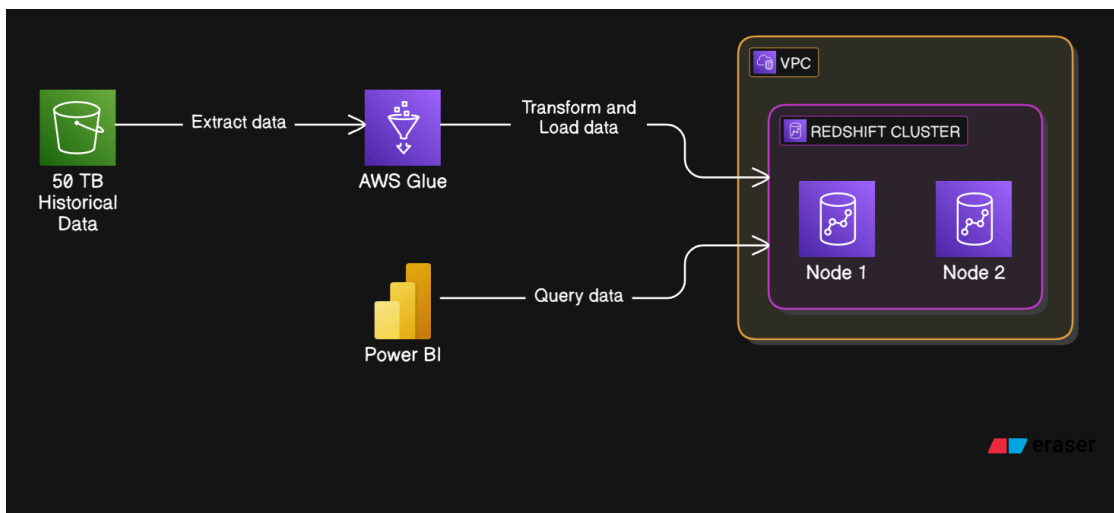 VPC
Extract data
Transform and
Load data
REDSHIFT CLUSTER
50 TB
Historical
Data
AWS Glue
Node 1
Node 2
Query data
Power BI
eraser